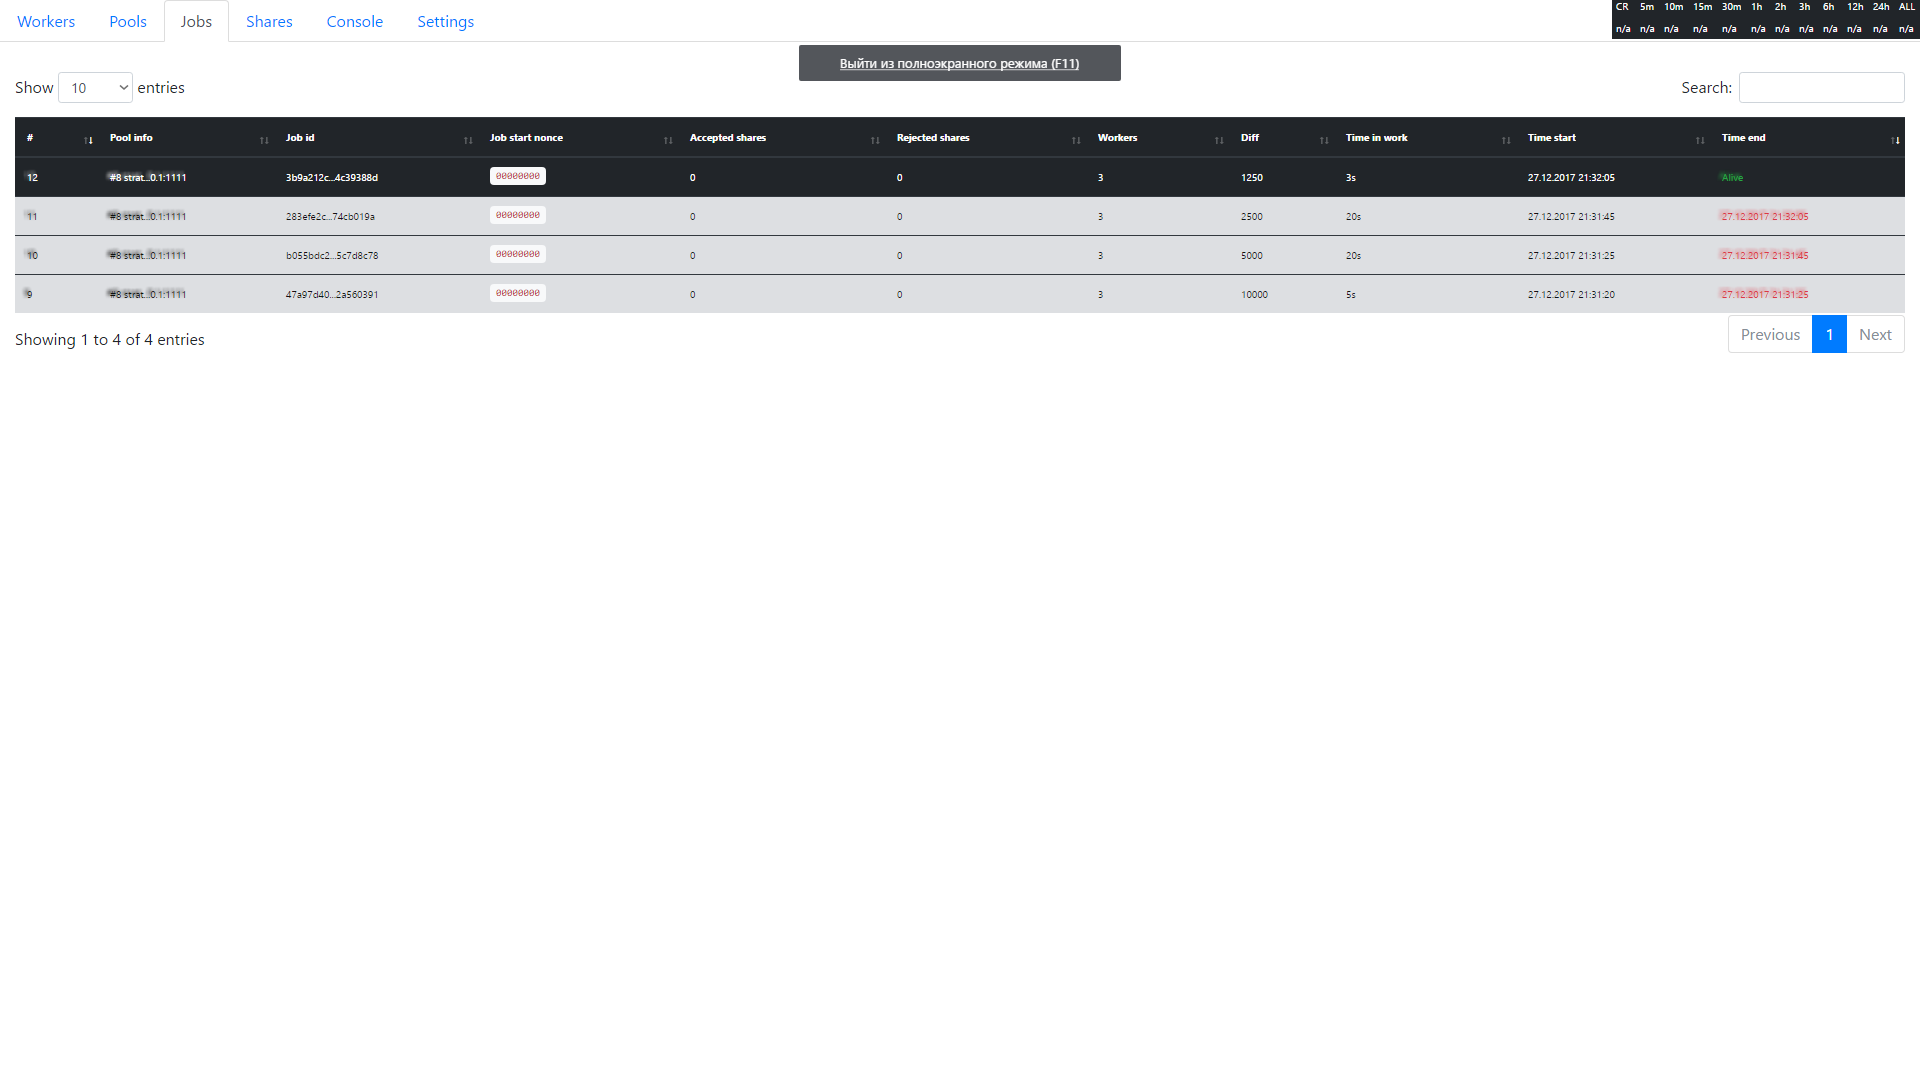 Workers Pools Jobs Shares Console Settings
CR 5m 10m 15m 30m 1h 2h 3h 6h 12h 24h ALL
n/a n/a n/a n/a n/a n/a n/a n/a n/a n/a n/a n/a
Выйти из полноэкранного режима (F11)
Show 10 entries Search:
# Pool info Job id Job start nonce Accepted shares Rejected shares Workers Diff Time in work Time start Time end
12 #8 strat...0.1:1111 3b9a212c...4c39388d 00000000 0 0 3 1250 3s 27.12.2017 21:32:05 Alive
11 #8 strat...0.1:1111 283efe2c...74cb019a 00000000 0 0 3 2500 20s 27.12.2017 21:31:45 27.12.2017 21:32:05
10 #8 strat...0.1:1111 b055bdc2...5c7d8c78 00000000 0 0 3 5000 20s 27.12.2017 21:31:25 27.12.2017 21:31:45
9 #8 strat...0.1:1111 47a97d40...2a560391 00000000 0 0 3 10000 5s 27.12.2017 21:31:20 27.12.2017 21:31:25
Showing 1 to 4 of 4 entries Previous 1 Next